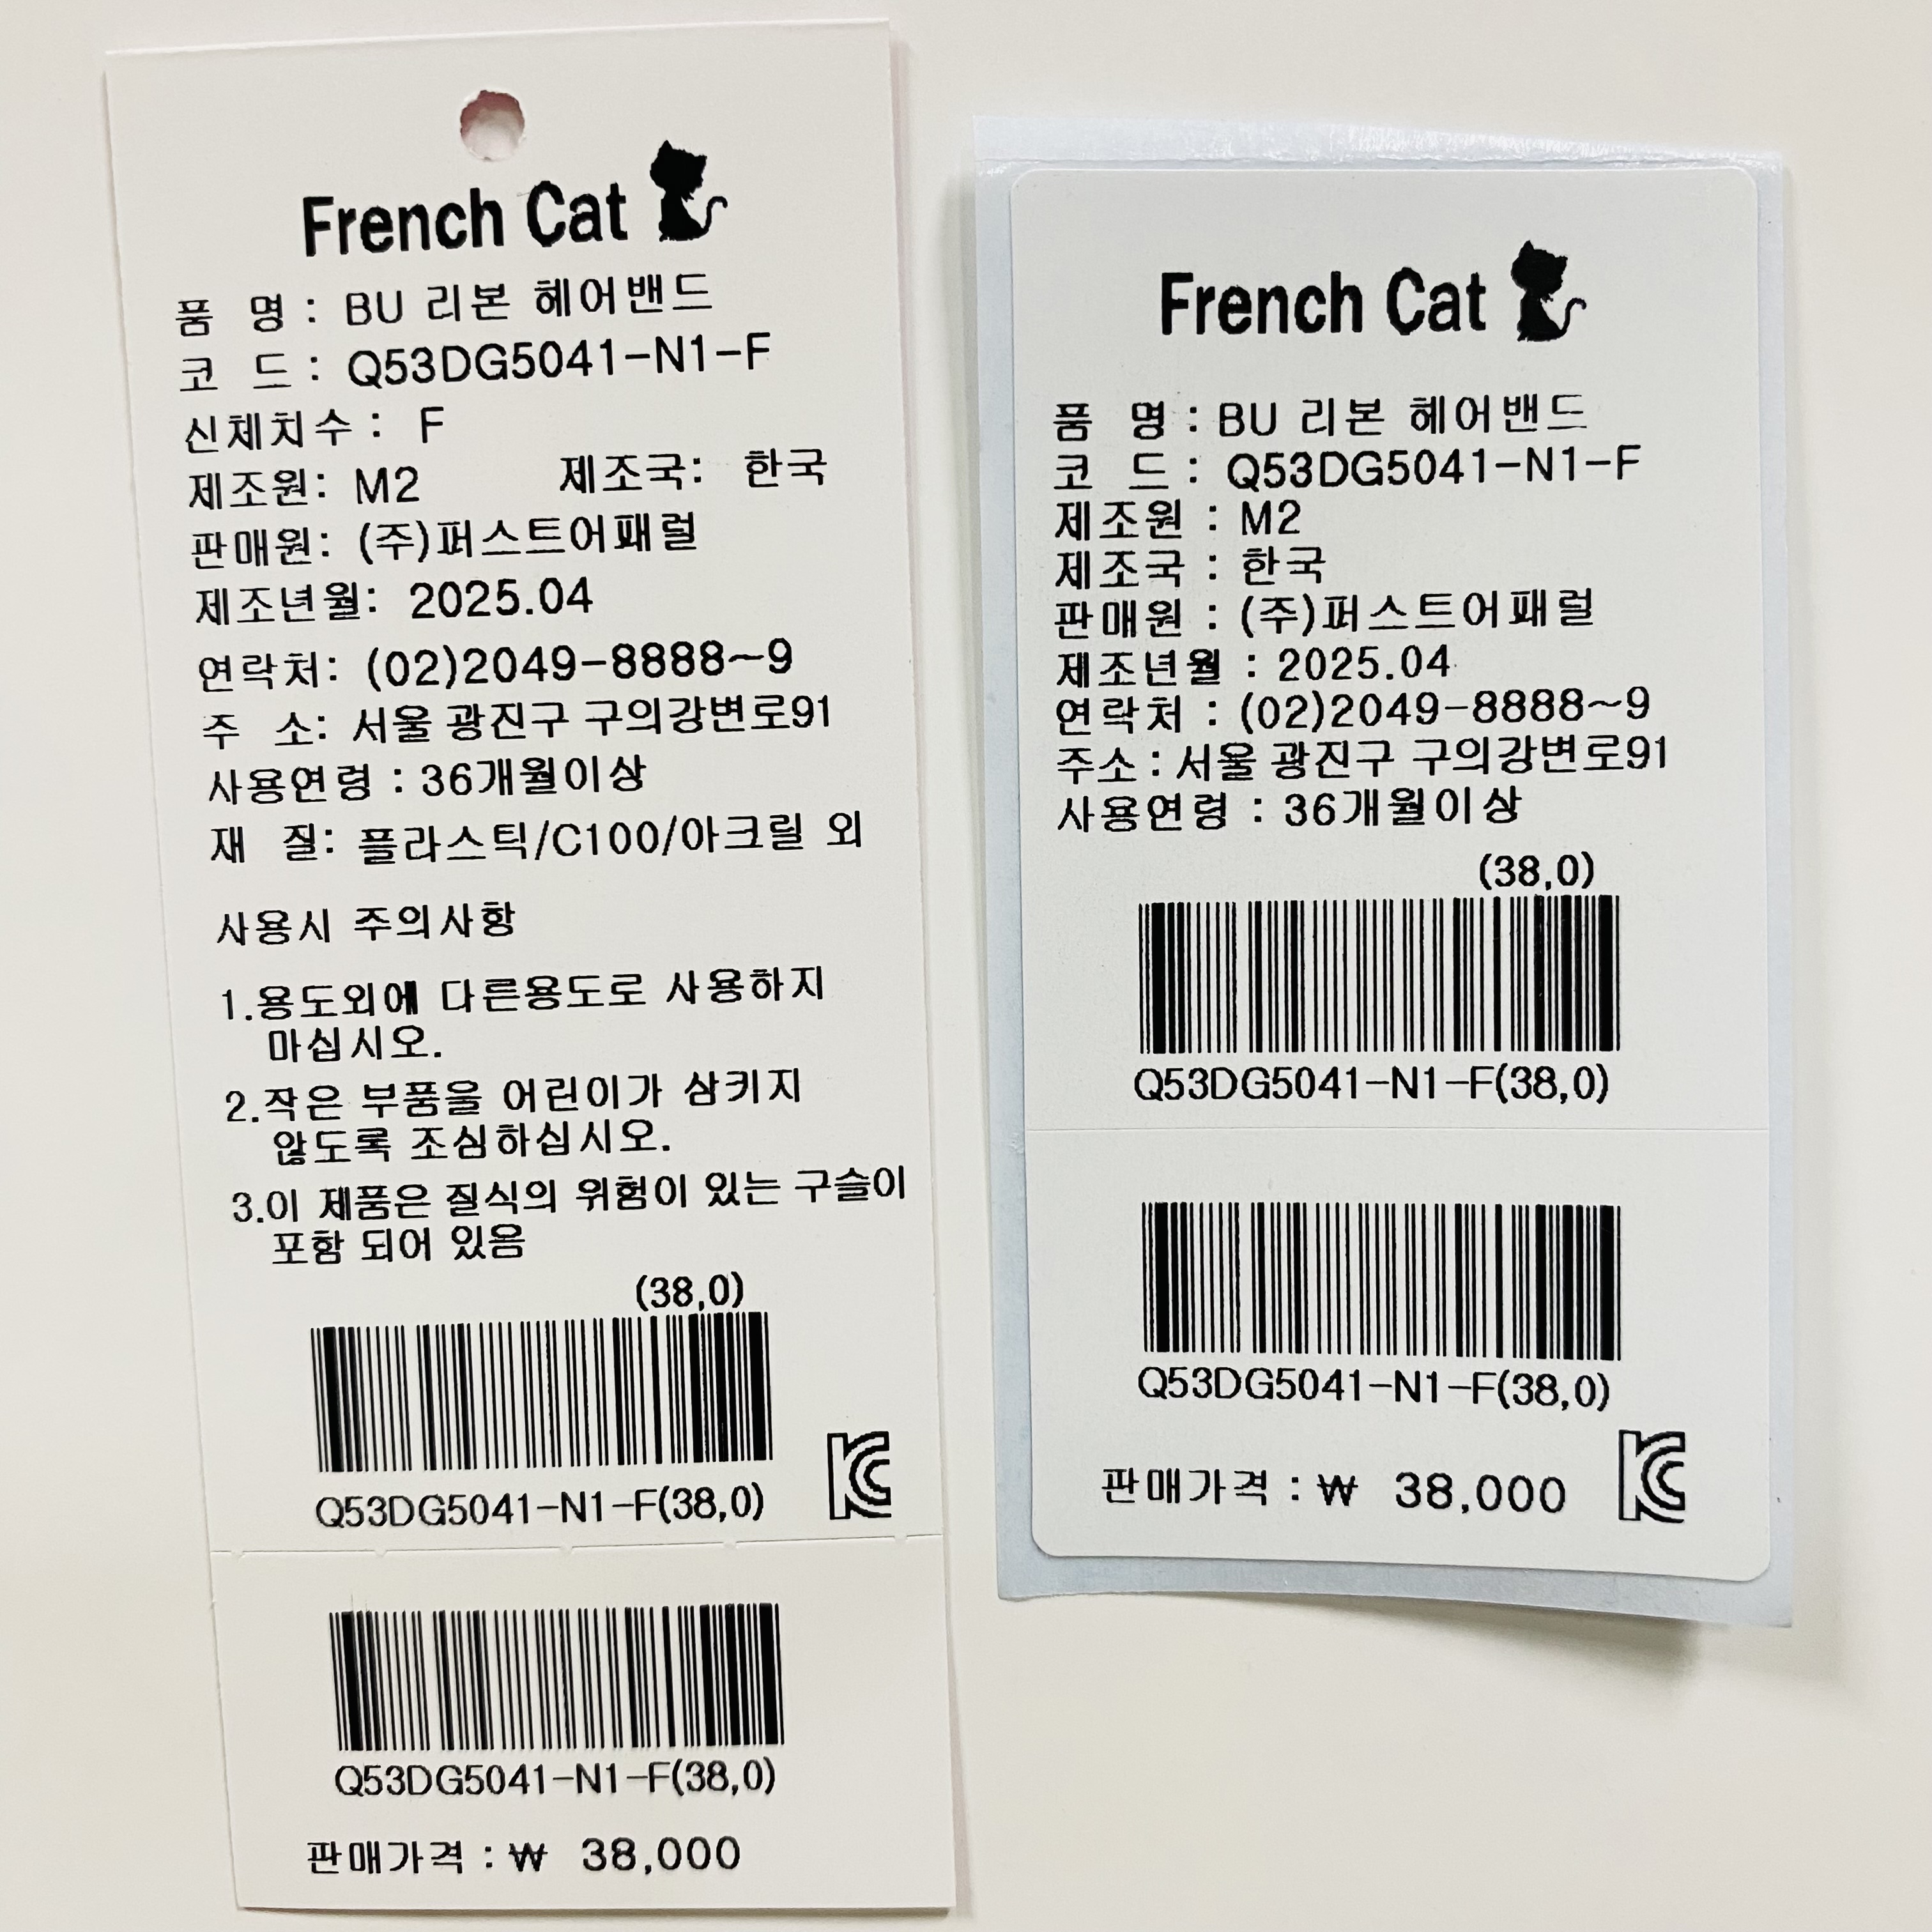 French Cat
품 명 : BU 리본 헤어밴드
코 드 : Q53DG5041-N1-F
신체치수 : F
제조원: M2 제조국: 한국
판매원: (주)퍼스트어패럴
제조년월: 2025.04
연락처: (02)2049-8888~9
주 소: 서울 광진구 구의강변로91
사용연령 : 36개월이상
재 질: 플라스틱/C100/아크릴 외
사용시 주의사항
1.용도외에 다른용도로 사용하지
마십시오.
2.작은 부품을 어린이가 삼키지
않도록 조심하십시오.
3.이 제품은 질식의 위험이 있는 구슬이
포함 되어 있음
(38,0)
Q53DG5041-N1-F(38,0)
KC
Q53DG5041-N1-F(38,0)
판매가격 : ₩ 38,000
French Cat
품 명 : BU 리본 헤어밴드
코 드 : Q53DG5041-N1-F
제조원 : M2
제조국 : 한국
판매원 : (주)퍼스트어패럴
제조년월 : 2025.04
연락처 : (02)2049-8888~9
주소 : 서울 광진구 구의강변로91
사용연령 : 36개월이상
(38,0)
Q53DG5041-N1-F(38,0)
Q53DG5041-N1-F(38,0)
판매가격 : ₩ 38,000 KC